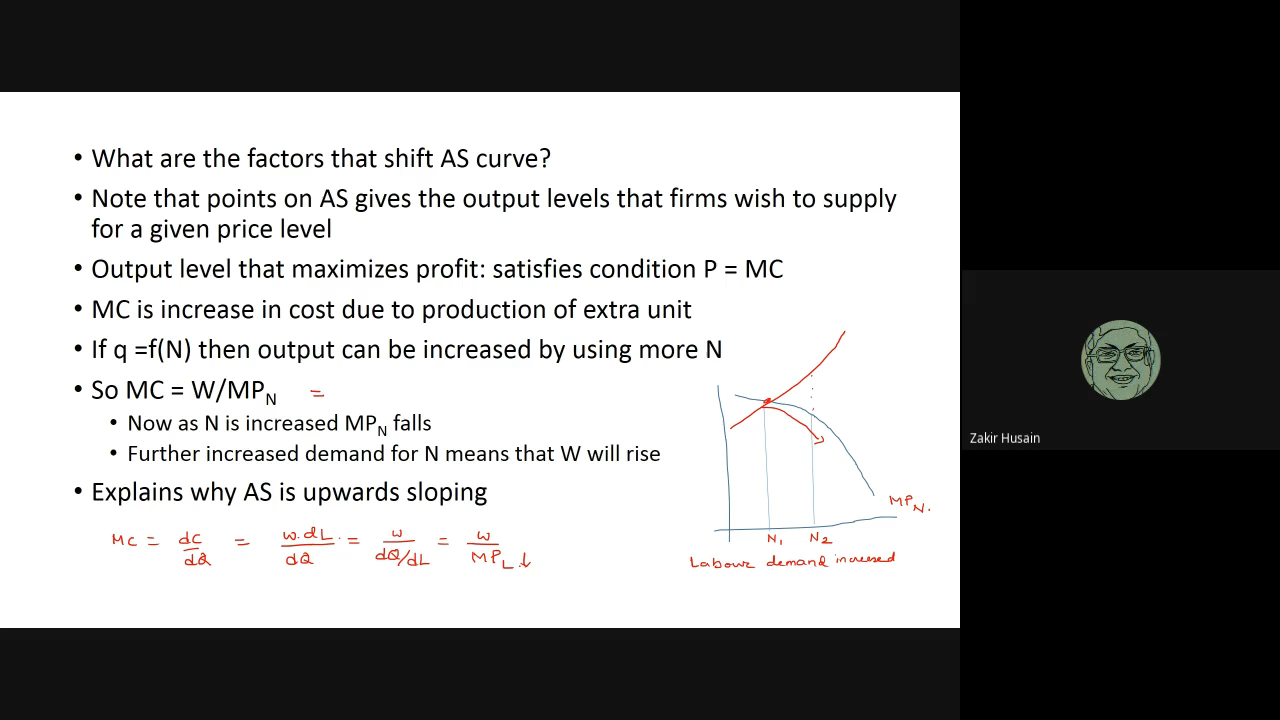 • What are the factors that shift AS curve?
• Note that points on AS gives the output levels that firms wish to supply
for a given price level
• Output level that maximizes profit: satisfies condition P = MC
• MC is increase in cost due to production of extra unit
• If q =f(N) then output can be increased by using more N
• So MC = W/MPN =
• Now as N is increased MPN falls
• Further increased demand for N means that W will rise
• Explains why AS is upwards sloping
MC = dC/dQ = w.dL/dQ = w/dQ/dL = w/MPL ↓
MPN.
N1 N2
Labour demand increased
Zakir Husain